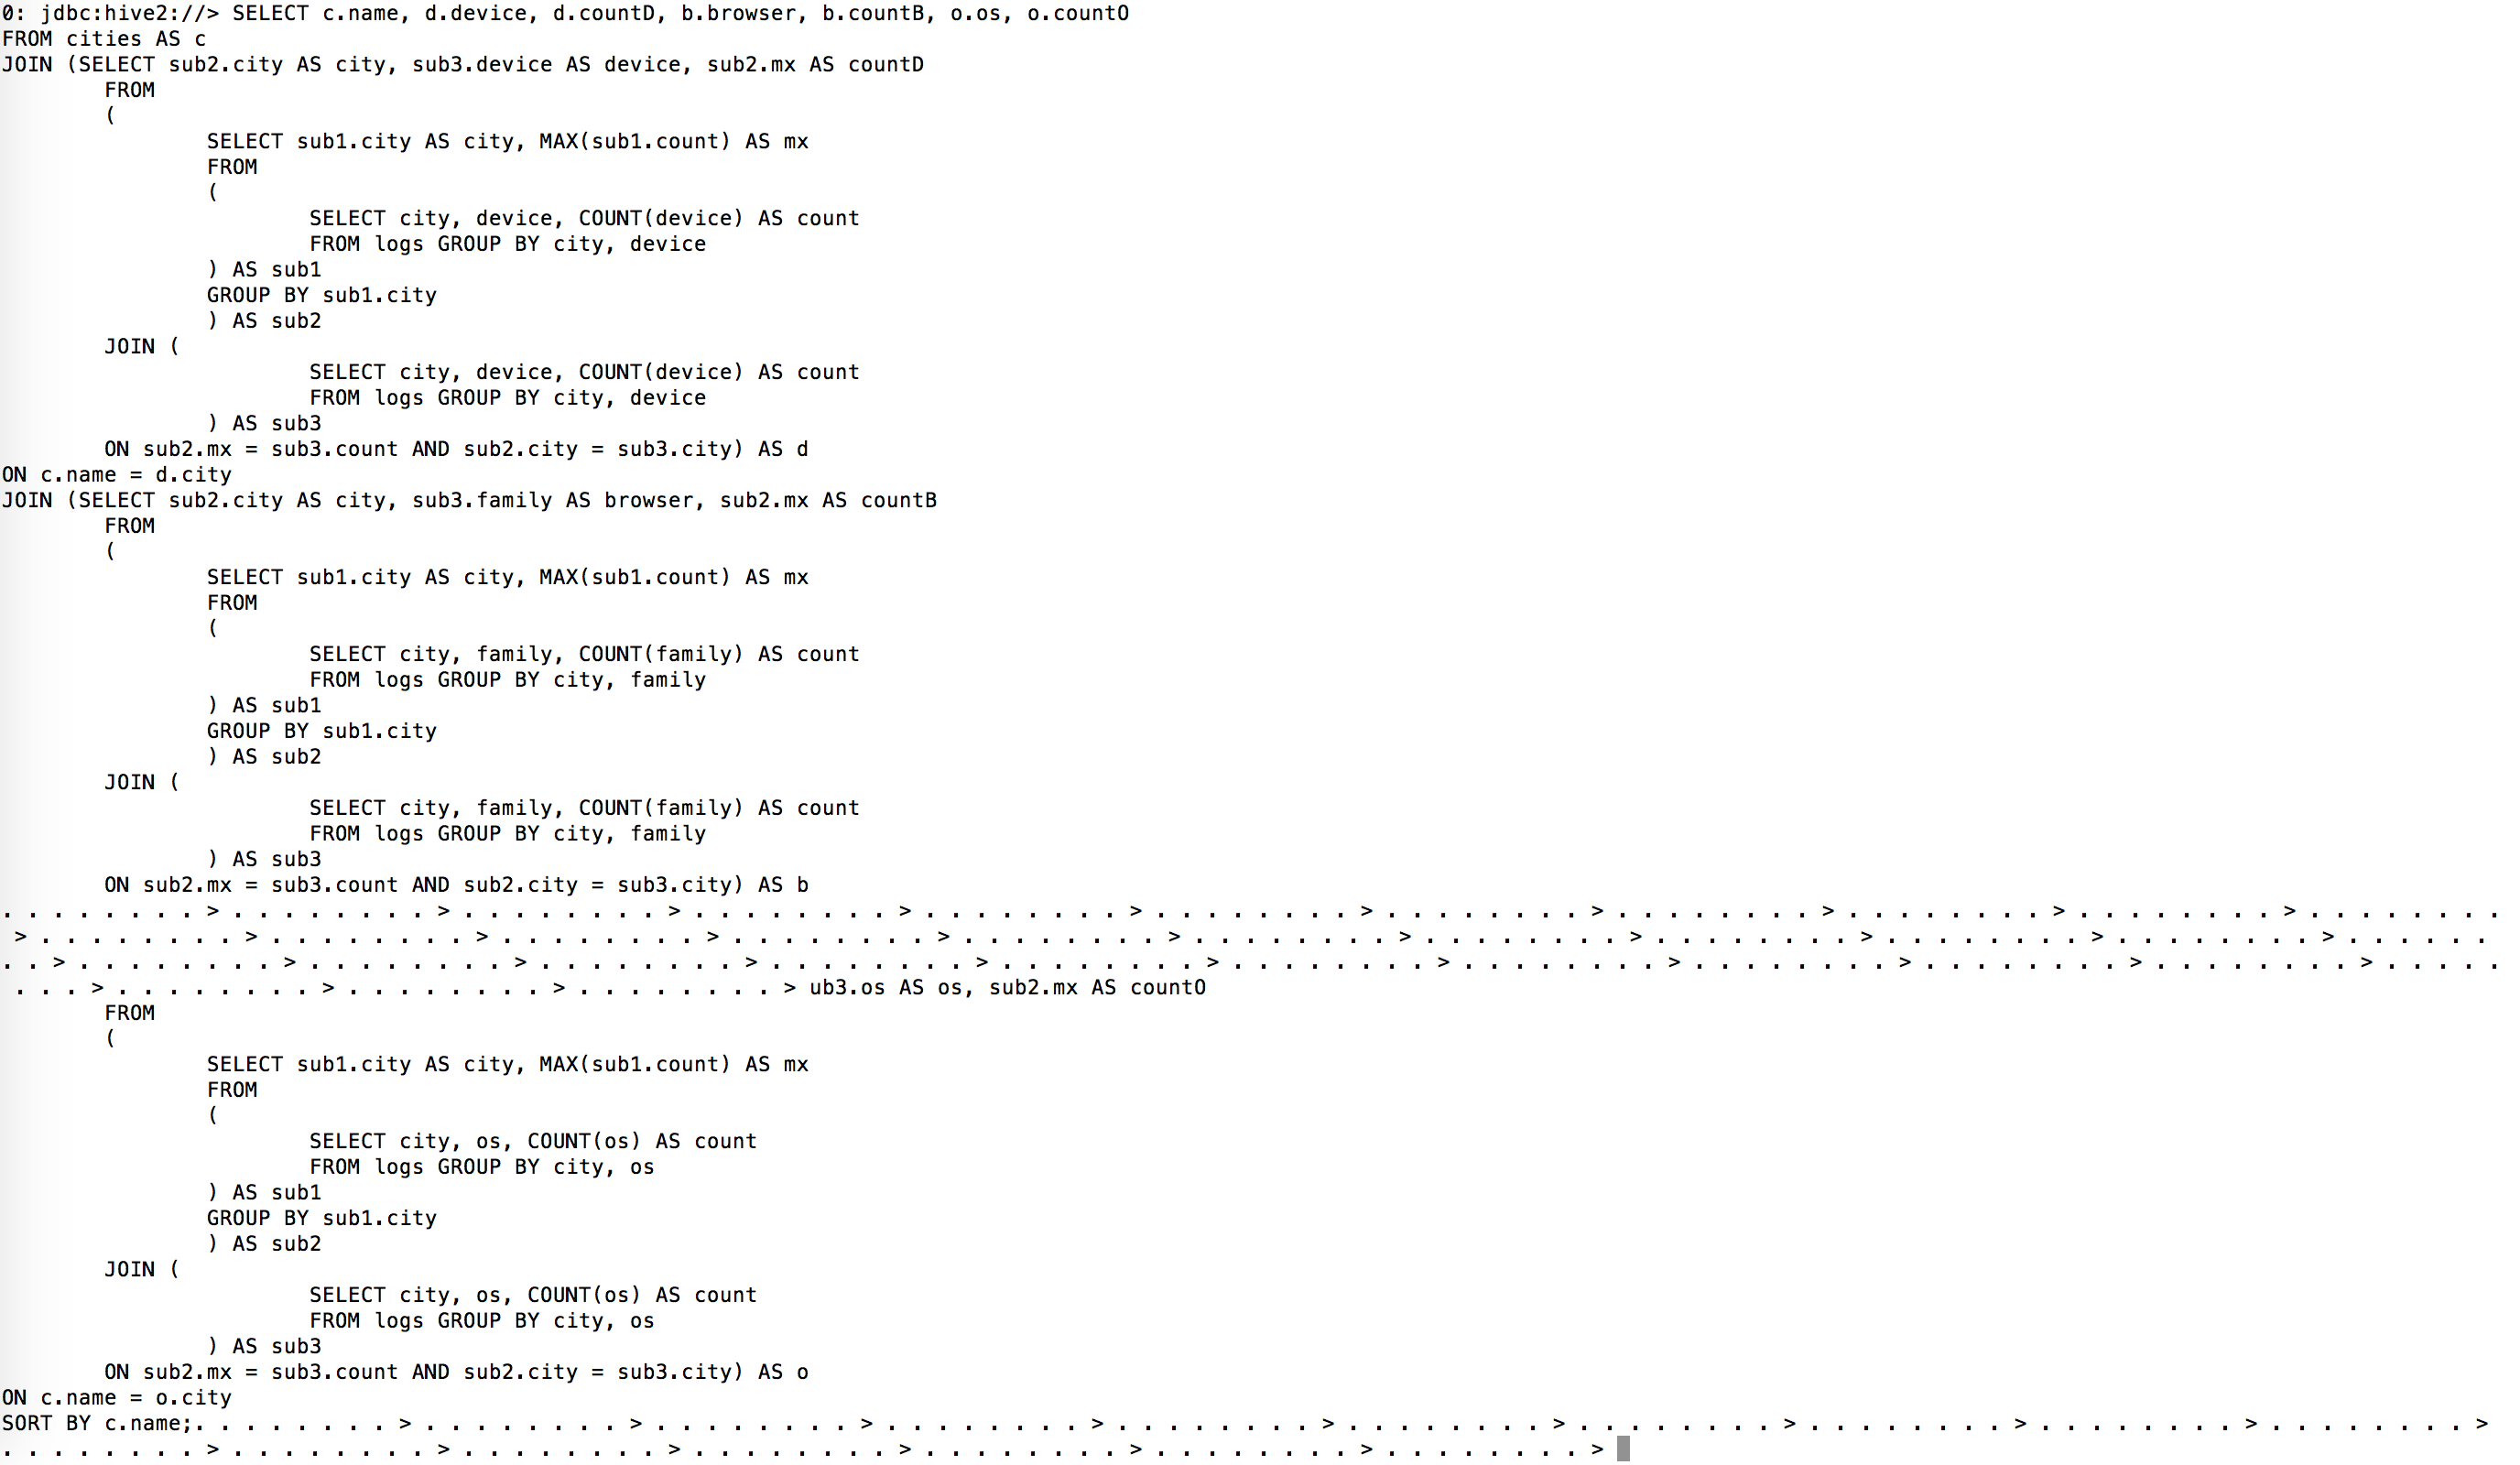 0: jdbc:hive2://> SELECT c.name, d.device, d.countD, b.browser, b.countB, o.os, o.countO
FROM cities AS c
JOIN (SELECT sub2.city AS city, sub3.device AS device, sub2.mx AS countD
        FROM
        (
                SELECT sub1.city AS city, MAX(sub1.count) AS mx
                FROM
                (
                        SELECT city, device, COUNT(device) AS count
                        FROM logs GROUP BY city, device
                ) AS sub1
                GROUP BY sub1.city
                ) AS sub2
        JOIN (
                        SELECT city, device, COUNT(device) AS count
                        FROM logs GROUP BY city, device
                ) AS sub3
        ON sub2.mx = sub3.count AND sub2.city = sub3.city) AS d
ON c.name = d.city
JOIN (SELECT sub2.city AS city, sub3.family AS browser, sub2.mx AS countB
        FROM
        (
                SELECT sub1.city AS city, MAX(sub1.count) AS mx
                FROM
                (
                        SELECT city, family, COUNT(family) AS count
                        FROM logs GROUP BY city, family
                ) AS sub1
                GROUP BY sub1.city
                ) AS sub2
        JOIN (
                        SELECT city, family, COUNT(family) AS count
                        FROM logs GROUP BY city, family
                ) AS sub3
        ON sub2.mx = sub3.count AND sub2.city = sub3.city) AS b
. . . . . . . . > . . . . . . . . > . . . . . . . . > . . . . . . . . > . . . . . . . . > . . . . . . . . > . . . . . . . . > . . . . . . . . > . . . . . . . . > . . . . . . . . > . . . . . . . .
 > . . . . . . . . > . . . . . . . . > . . . . . . . . > . . . . . . . . > . . . . . . . . > . . . . . . . . > . . . . . . . . > . . . . . . . . > . . . . . . . . > . . . . . . . . > . . . . . .
. . > . . . . . . . . > . . . . . . . . > . . . . . . . . > . . . . . . . . > . . . . . . . . > . . . . . . . . > . . . . . . . . > . . . . . . . . > . . . . . . . . > . . . . . . . . > . . . . .
 . . . > . . . . . . . . > . . . . . . . . > . . . . . . . . > ub3.os AS os, sub2.mx AS countO
        FROM
        (
                SELECT sub1.city AS city, MAX(sub1.count) AS mx
                FROM
                (
                        SELECT city, os, COUNT(os) AS count
                        FROM logs GROUP BY city, os
                ) AS sub1
                GROUP BY sub1.city
                ) AS sub2
        JOIN (
                        SELECT city, os, COUNT(os) AS count
                        FROM logs GROUP BY city, os
                ) AS sub3
        ON sub2.mx = sub3.count AND sub2.city = sub3.city) AS o
ON c.name = o.city
SORT BY c.name;. . . . . . . . > . . . . . . . . > . . . . . . . . > . . . . . . . . > . . . . . . . . > . . . . . . . . > . . . . . . . . > . . . . . . . . > . . . . . . . . > . . . . . . . . >
. . . . . . . . > . . . . . . . . > . . . . . . . . > . . . . . . . . > . . . . . . . . > . . . . . . . . > . . . . . . . . >